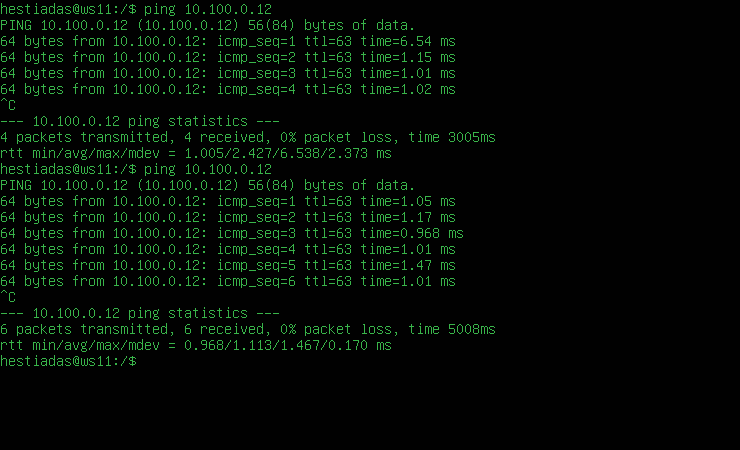 hestiadas@ws11:/$ ping 10.100.0.12
PING 10.100.0.12 (10.100.0.12) 56(84) bytes of data.
64 bytes from 10.100.0.12: icmp_seq=1 ttl=63 time=6.54 ms
64 bytes from 10.100.0.12: icmp_seq=2 ttl=63 time=1.15 ms
64 bytes from 10.100.0.12: icmp_seq=3 ttl=63 time=1.01 ms
64 bytes from 10.100.0.12: icmp_seq=4 ttl=63 time=1.02 ms
^C
--- 10.100.0.12 ping statistics ---
4 packets transmitted, 4 received, 0% packet loss, time 3005ms
rtt min/avg/max/mdev = 1.005/2.427/6.538/2.373 ms
hestiadas@ws11:/$ ping 10.100.0.12
PING 10.100.0.12 (10.100.0.12) 56(84) bytes of data.
64 bytes from 10.100.0.12: icmp_seq=1 ttl=63 time=1.05 ms
64 bytes from 10.100.0.12: icmp_seq=2 ttl=63 time=1.17 ms
64 bytes from 10.100.0.12: icmp_seq=3 ttl=63 time=0.968 ms
64 bytes from 10.100.0.12: icmp_seq=4 ttl=63 time=1.01 ms
64 bytes from 10.100.0.12: icmp_seq=5 ttl=63 time=1.47 ms
64 bytes from 10.100.0.12: icmp_seq=6 ttl=63 time=1.01 ms
^C
--- 10.100.0.12 ping statistics ---
6 packets transmitted, 6 received, 0% packet loss, time 5008ms
rtt min/avg/max/mdev = 0.968/1.113/1.467/0.170 ms
hestiadas@ws11:/$